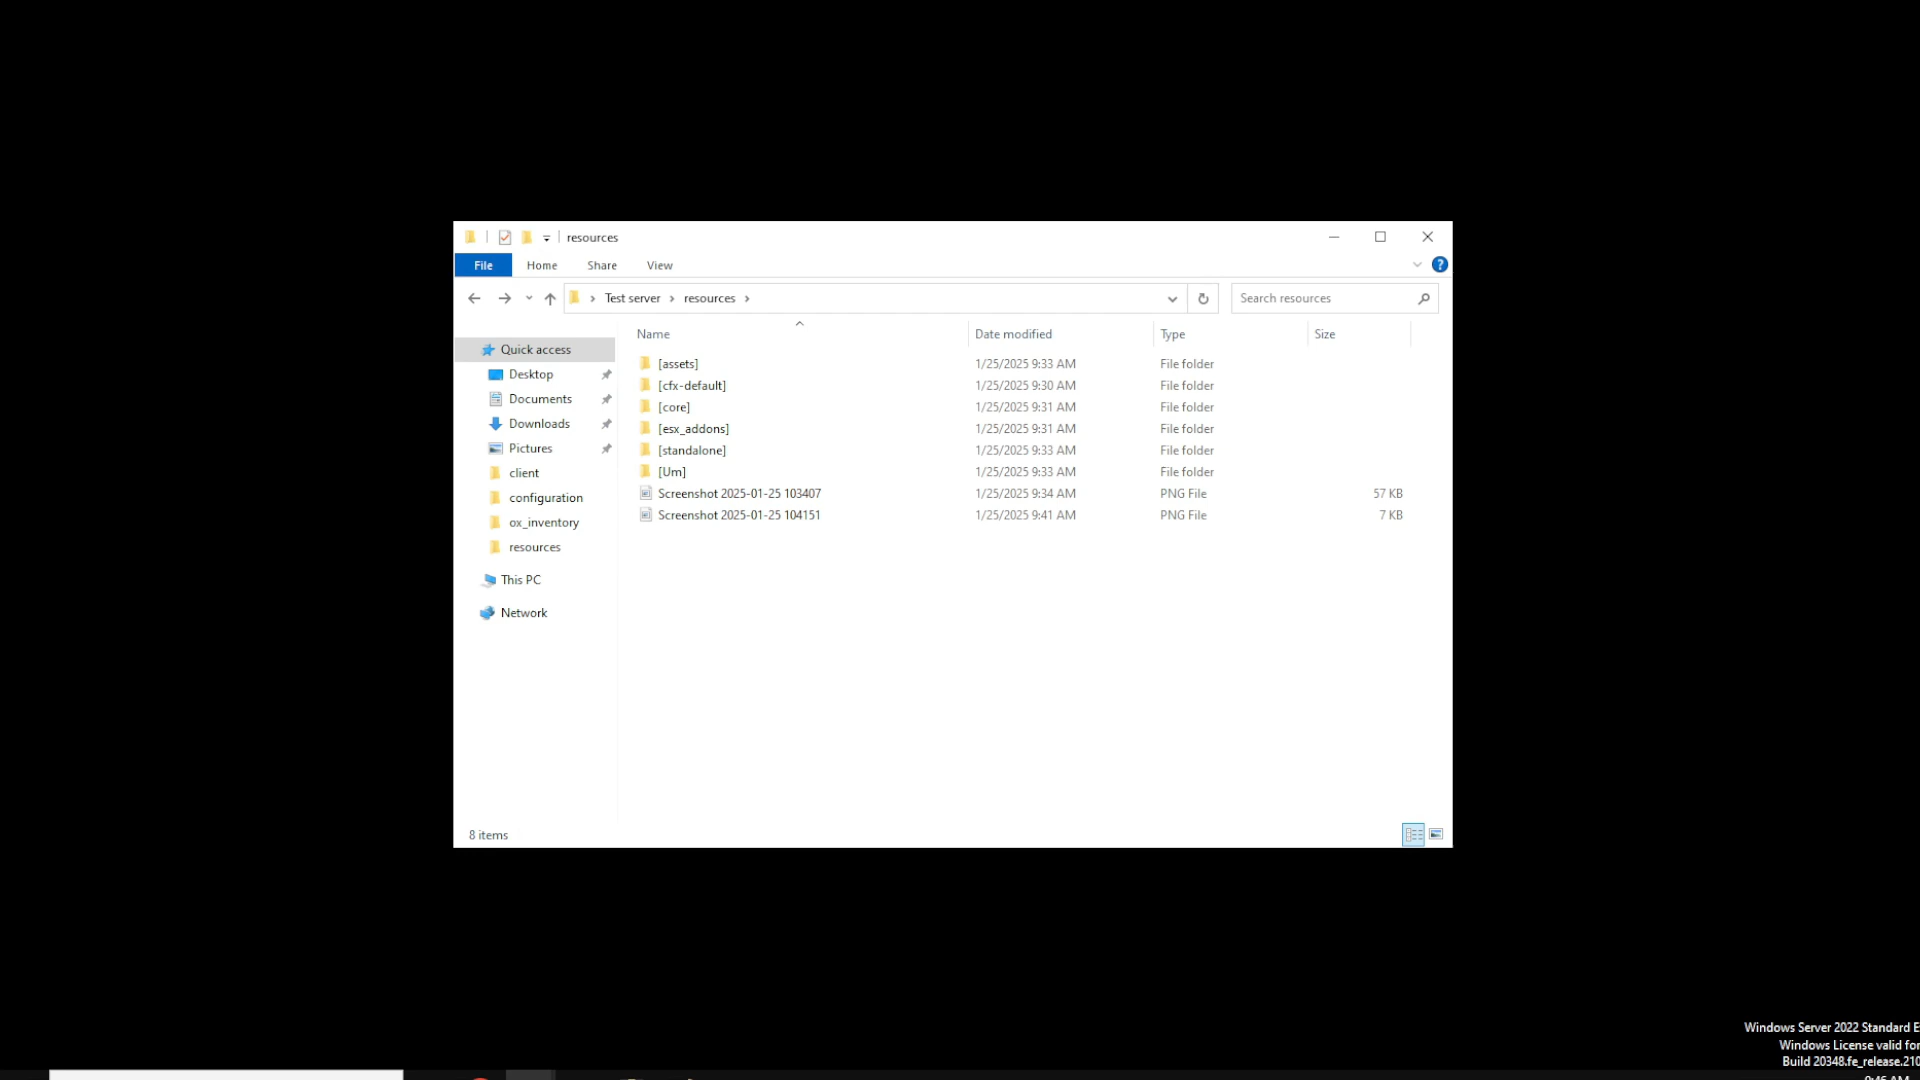 resources
File Home Share View
Test server resources
Search resources
Name Date modified Type Size
Quick access
Desktop
Documents
Downloads
Pictures
client
configuration
ox_inventory
resources
This PC
Network
[assets] 1/25/2025 9:33 AM File folder
[cfx-default] 1/25/2025 9:30 AM File folder
[core] 1/25/2025 9:31 AM File folder
[esx_addons] 1/25/2025 9:31 AM File folder
[standalone] 1/25/2025 9:33 AM File folder
[Um] 1/25/2025 9:33 AM File folder
Screenshot 2025-01-25 103407 1/25/2025 9:34 AM PNG File 57 KB
Screenshot 2025-01-25 104151 1/25/2025 9:41 AM PNG File 7 KB
8 items
Windows Server 2022 Standard E
Windows License valid for
Build 20348.fe_release.210